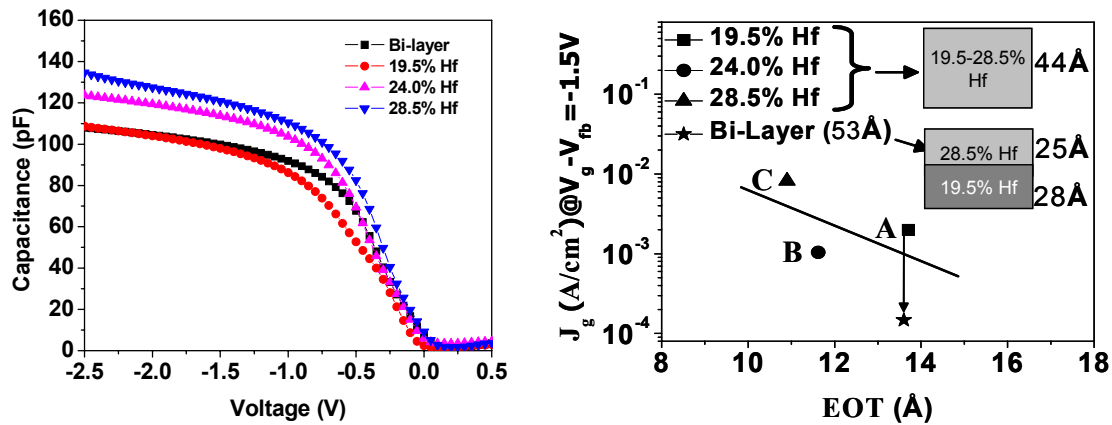 160
140
120
100
80
60
40
20
0
Capacitance (pF)
-2.5
-2.0
-1.5
-1.0
-0.5
0.0
0.5
Voltage (V)
Bi-layer
19.5% Hf
24.0% Hf
28.5% Hf
J_g (A/cm²)@V_g-V_fb=-1.5V
10⁻¹
10⁻²
10⁻³
10⁻⁴
8
10
12
14
16
18
EOT (Å)
19.5% Hf
24.0% Hf
28.5% Hf
Bi-Layer (53Å)
19.5-28.5%
Hf
44Å
28.5% Hf
25Å
19.5% Hf
28Å
C
A
B